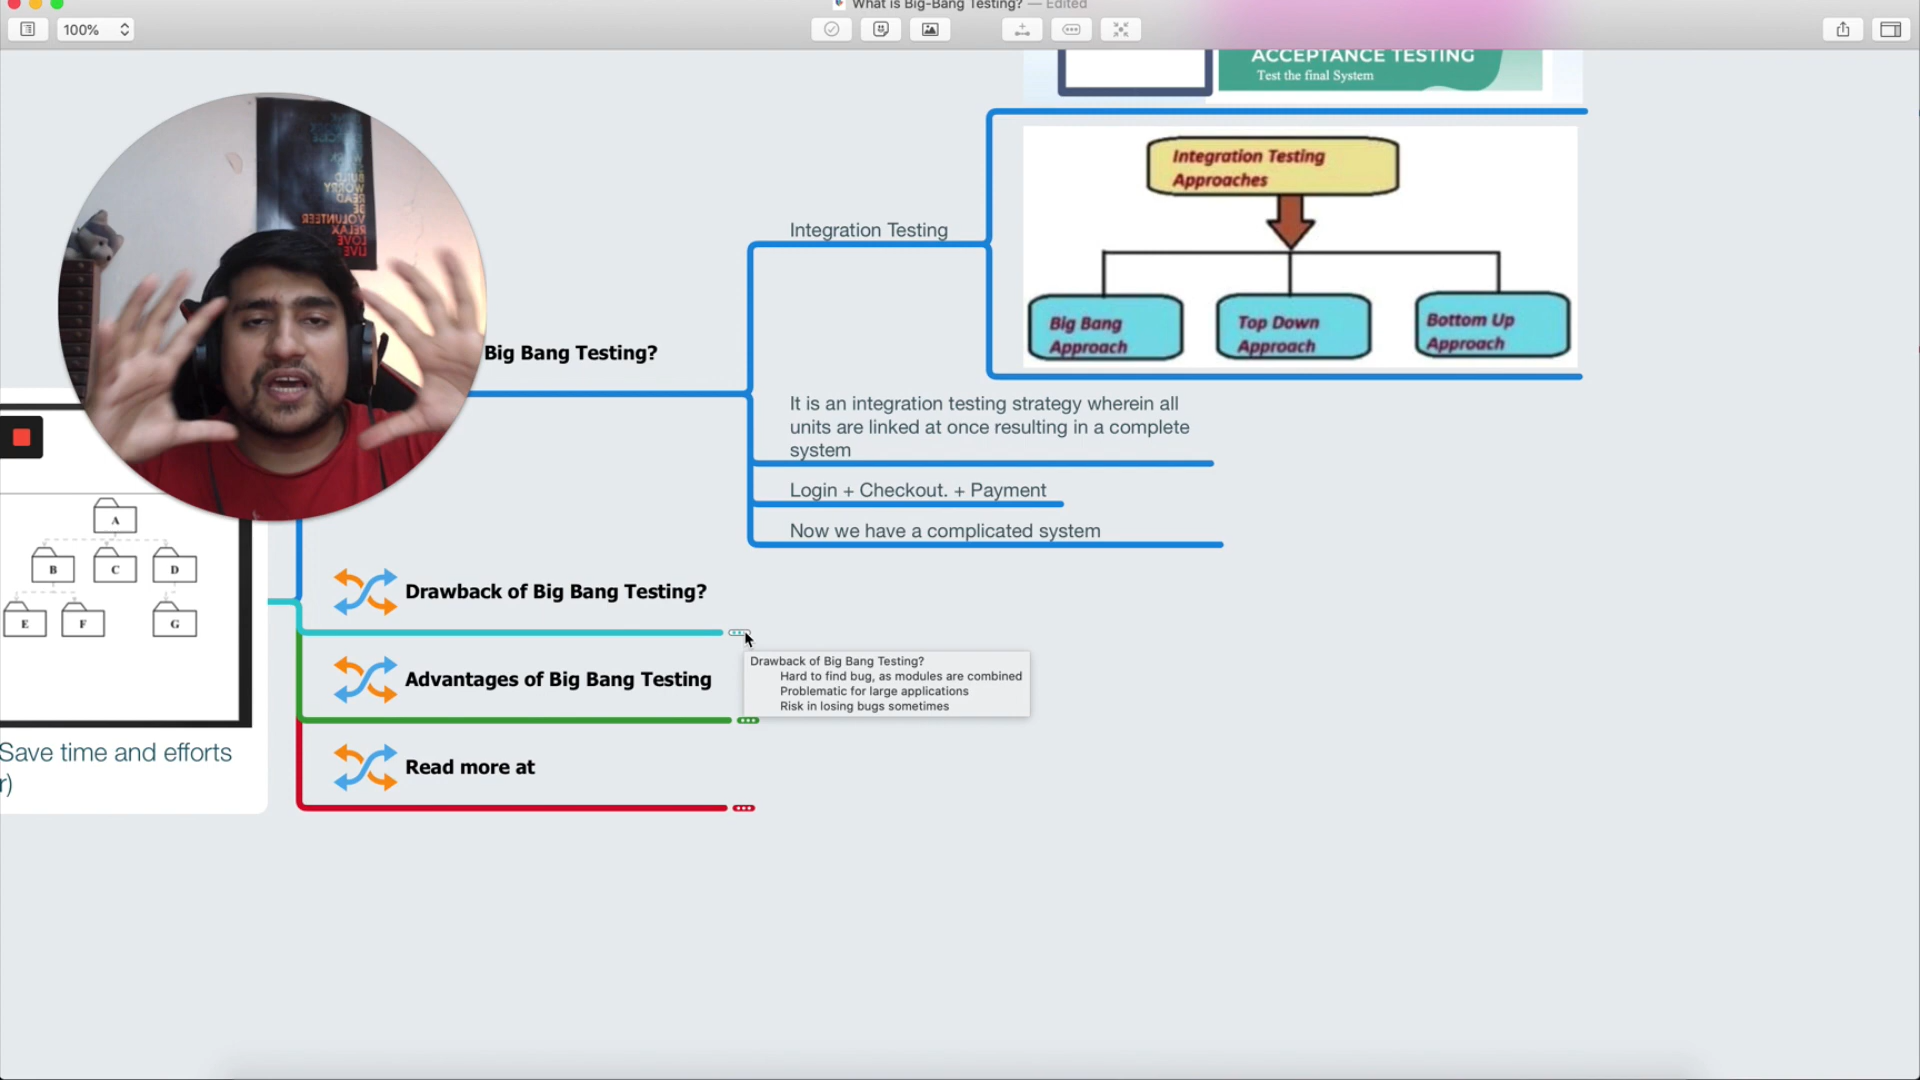 What is Big-Bang Testing? — Edited
100%
ACCEPTANCE TESTING
Test the final System
Integration Testing
Approaches
Big Bang
Approach
Top Down
Approach
Bottom Up
Approach
Integration Testing
Big Bang Testing?
It is an integration testing strategy wherein all
units are linked at once resulting in a complete
system
Login + Checkout. + Payment
Now we have a complicated system
BUILD
WORRY
READ
BE
VOLUNTEER
RELAX
LOVE
LIVE
A
B
C
D
E
F
G
Save time and efforts
r)
Drawback of Big Bang Testing?
Drawback of Big Bang Testing?
Hard to find bug, as modules are combined
Problematic for large applications
Risk in losing bugs sometimes
Advantages of Big Bang Testing
Read more at